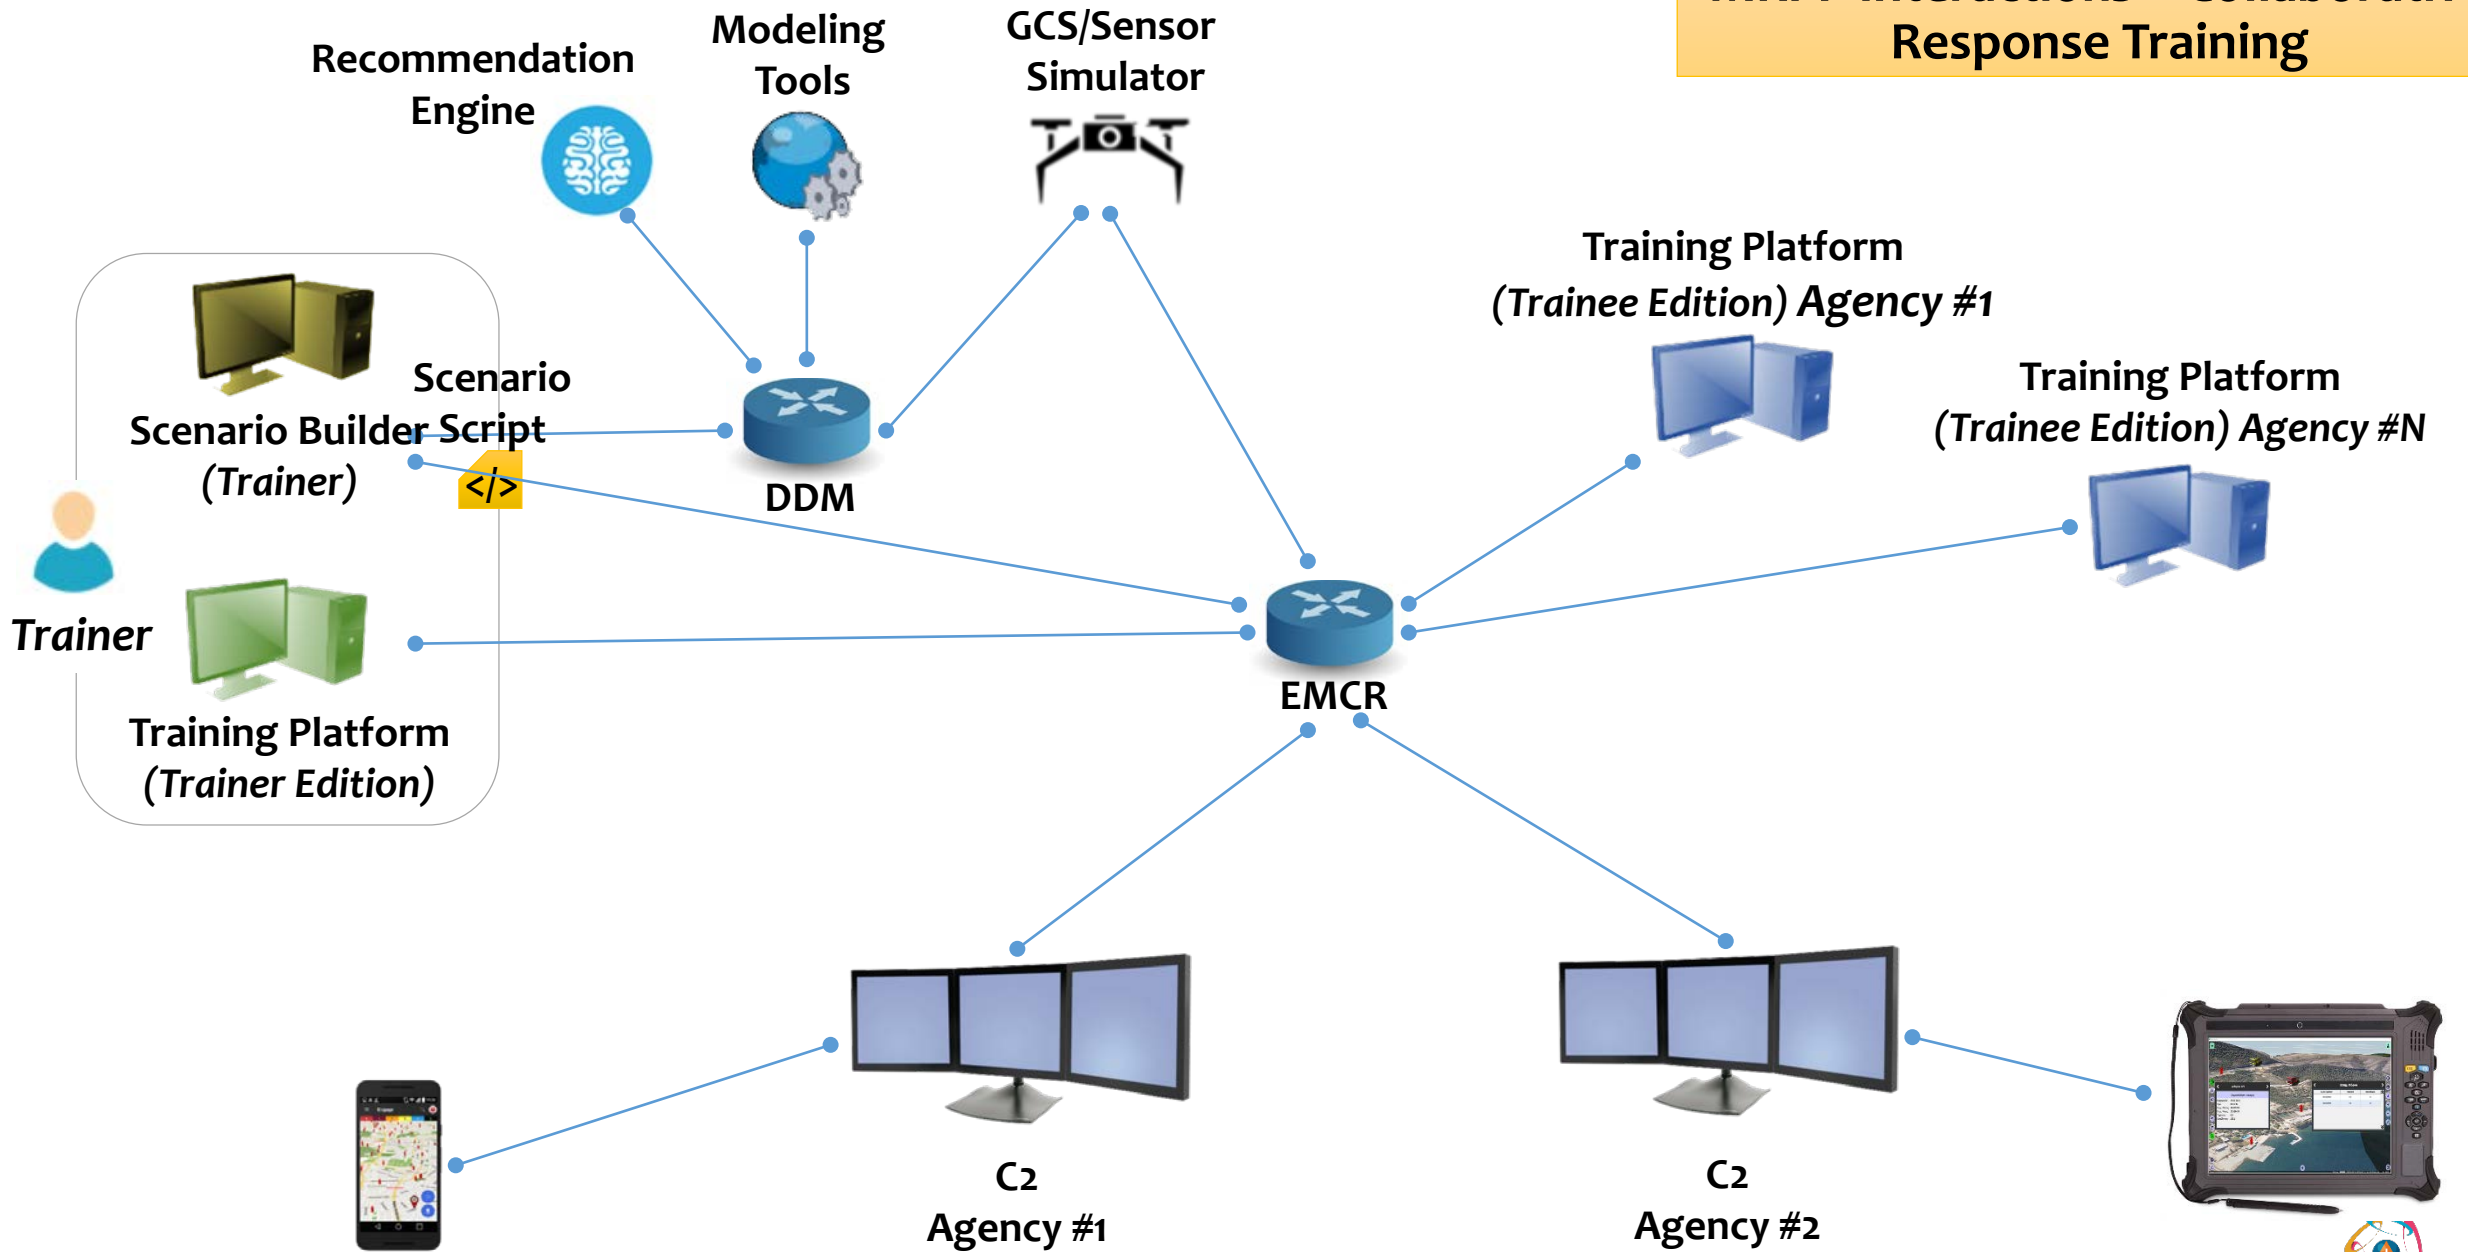 Response Training
Recommendation
Engine
Modeling
Tools
GCS/Sensor
Simulator
Training Platform
(Trainee Edition) Agency #1
Training Platform
(Trainee Edition) Agency #N
Scenario
Script
</>
Scenario Builder
(Trainer)
DDM
Trainer
EMCR
Training Platform
(Trainer Edition)
C2
Agency #1
C2
Agency #2